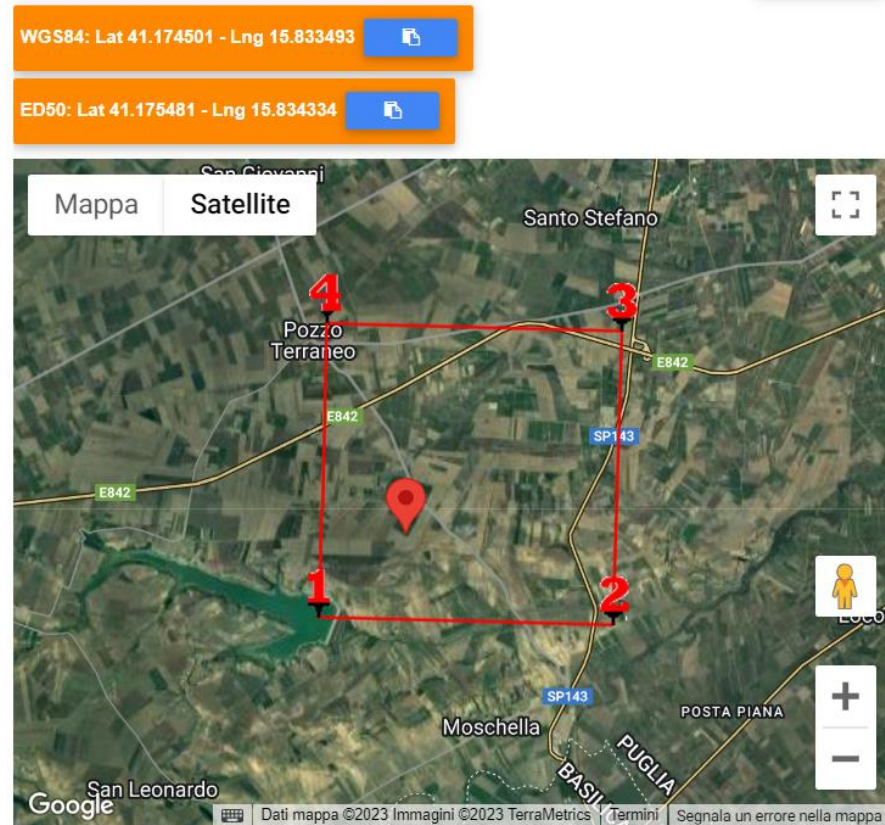 WGS84: Lat 41.174501 - Lng 15.833493
ED50: Lat 41.175481 - Lng 15.834334
San Giovanni
Mappa
Satellite
Santo Stefano
4
3
Pozzo
Terraneo
E842
E842
SP143
E842
1
2
SP143
POSTA PIANA
Moschella
PUGLIA
San Leonardo
Google
Dati mappa ©2023 Immagini ©2023 TerraMetrics
Termini
Segnala un errore nella mappa